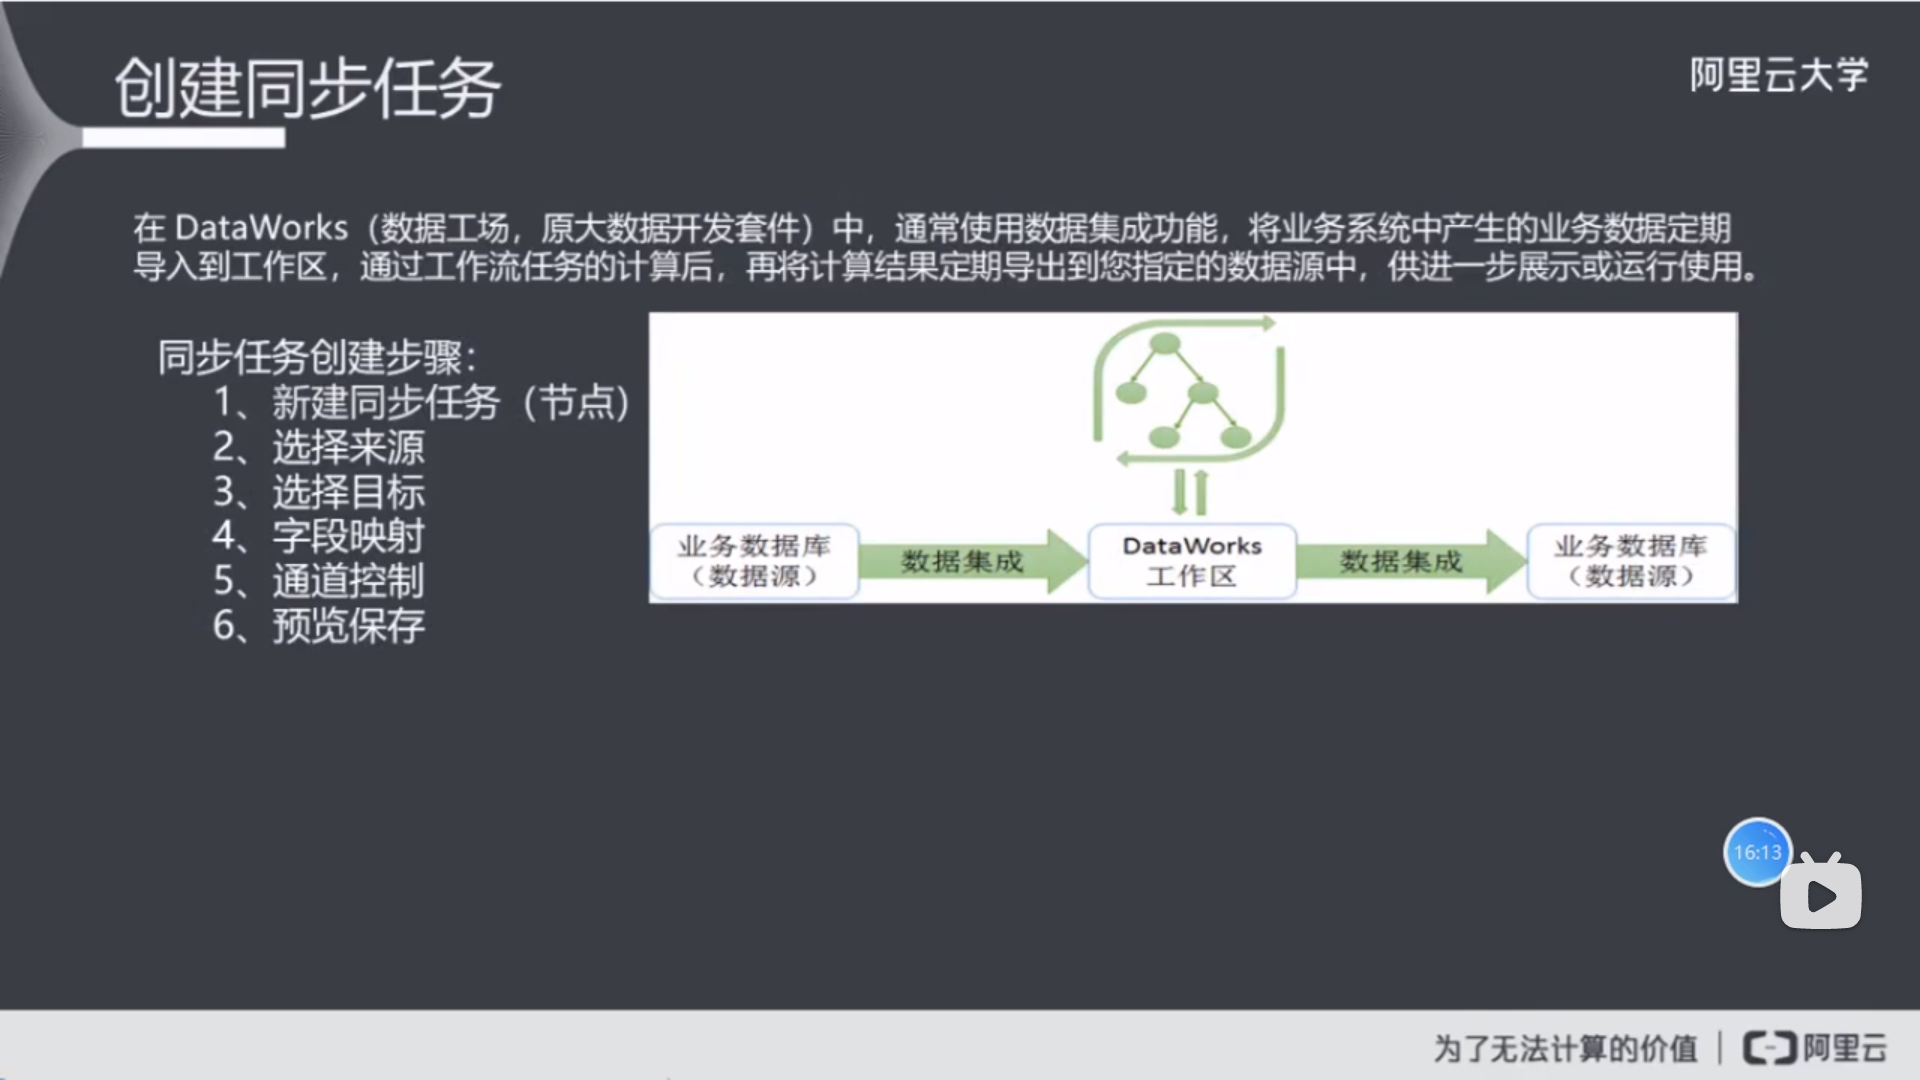 创建同步任务
阿里云大学
在 DataWorks（数据工场，原大数据开发套件）中，通常使用数据集成功能，将业务系统中产生的业务数据定期
导入到工作区，通过工作流任务的计算后，再将计算结果定期导出到您指定的数据源中，供进一步展示或运行使用。
同步任务创建步骤：
1、新建同步任务（节点）
2、选择来源
3、选择目标
4、字段映射
5、通道控制
6、预览保存
业务数据库
（数据源）
数据集成
DataWorks
工作区
数据集成
业务数据库
（数据源）
16:13
为了无法计算的价值
阿里云